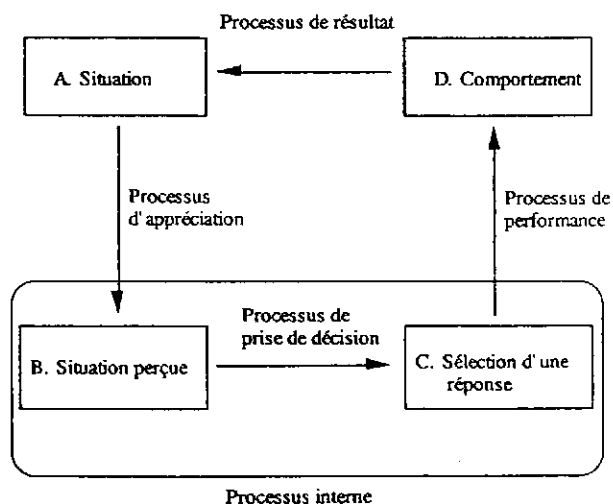 Processus de résultat
A. Situation
D. Comportement
Processus
d'appréciation
Processus de
performance
Processus de
prise de décision
B. Situation perçue
C. Sélection d'une
réponse
Processus interne